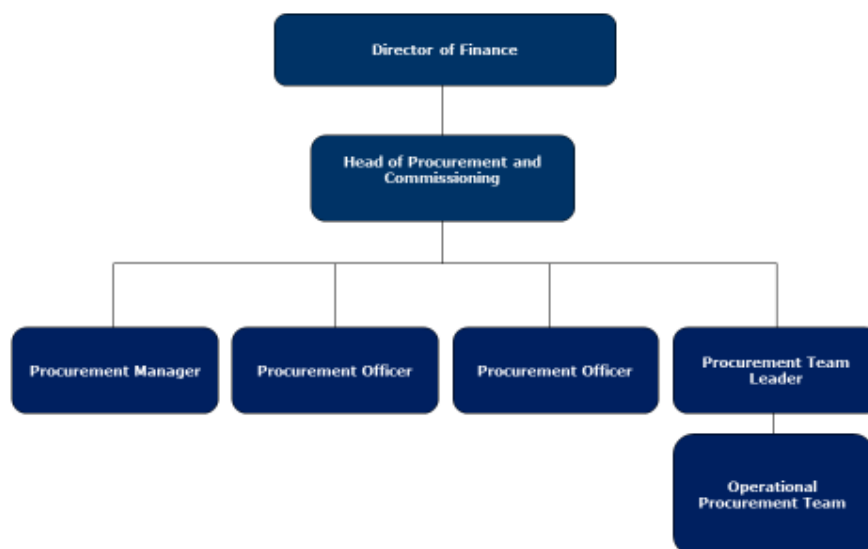 Director of Finance
Head of Procurement and
Commissioning
Procurement Manager
Procurement Officer
Procurement Officer
Procurement Team
Leader
Operational
Procurement Team